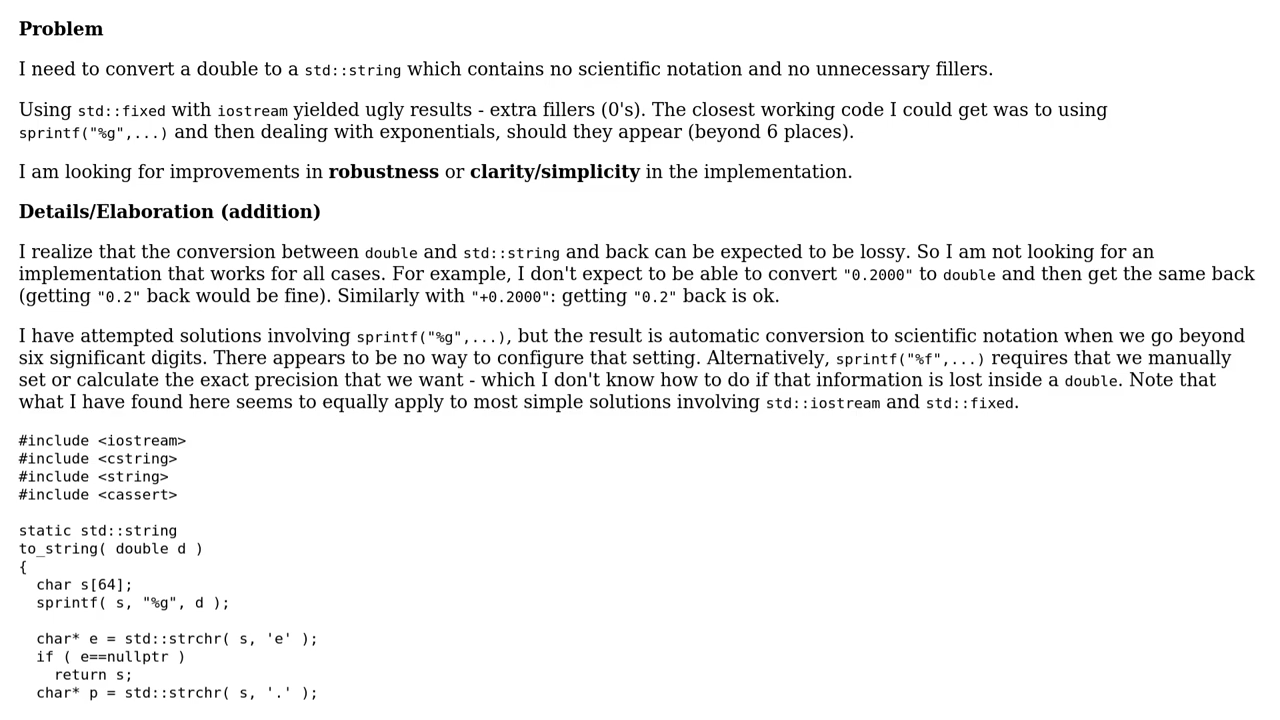 Problem
I need to convert a double to a std::string which contains no scientific notation and no unnecessary fillers.
Using std::fixed with iostream yielded ugly results - extra fillers (0's). The closest working code I could get was to using
sprintf("%g",...) and then dealing with exponentials, should they appear (beyond 6 places).
I am looking for improvements in robustness or clarity/simplicity in the implementation.
Details/Elaboration (addition)
I realize that the conversion between double and std::string and back can be expected to be lossy. So I am not looking for an
implementation that works for all cases. For example, I don't expect to be able to convert "0.2000" to double and then get the same back
(getting "0.2" back would be fine). Similarly with "+0.2000": getting "0.2" back is ok.
I have attempted solutions involving sprintf("%g",...), but the result is automatic conversion to scientific notation when we go beyond
six significant digits. There appears to be no way to configure that setting. Alternatively, sprintf("%f",...) requires that we manually
set or calculate the exact precision that we want - which I don't know how to do if that information is lost inside a double. Note that
what I have found here seems to equally apply to most simple solutions involving std::iostream and std::fixed.
#include <iostream>
#include <cstring>
#include <string>
#include <cassert>
static std::string
to_string( double d )
{
  char s[64];
  sprintf( s, "%g", d );
  char* e = std::strchr( s, 'e' );
  if ( e==nullptr )
    return s;
  char* p = std::strchr( s, '.' );